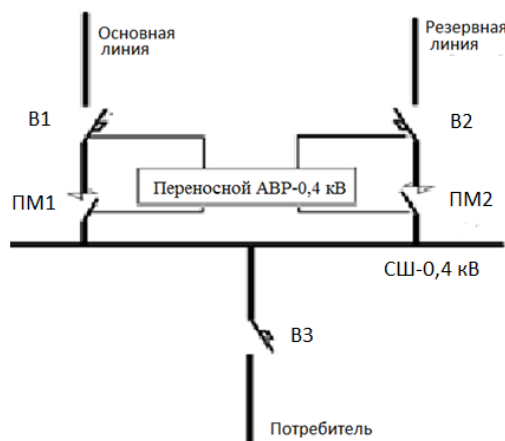 Основная
линия
Резервная
линия
В1
В2
Переносной АВР-0,4 кВ
ПМ1
ПМ2
СШ-0,4 кВ
В3
Потребитель